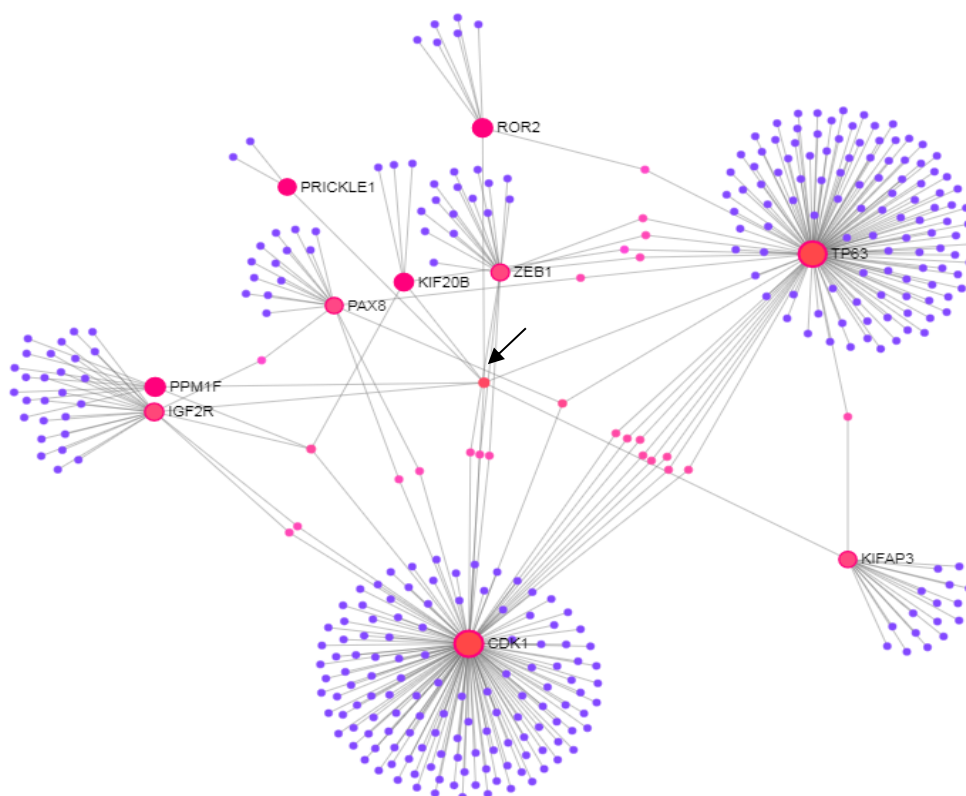 ROR2
PRICKLE1
TP63
ZEB1
KIF20B
PAX8
PPM1F
IGF2R
KIFAP3
CDK1